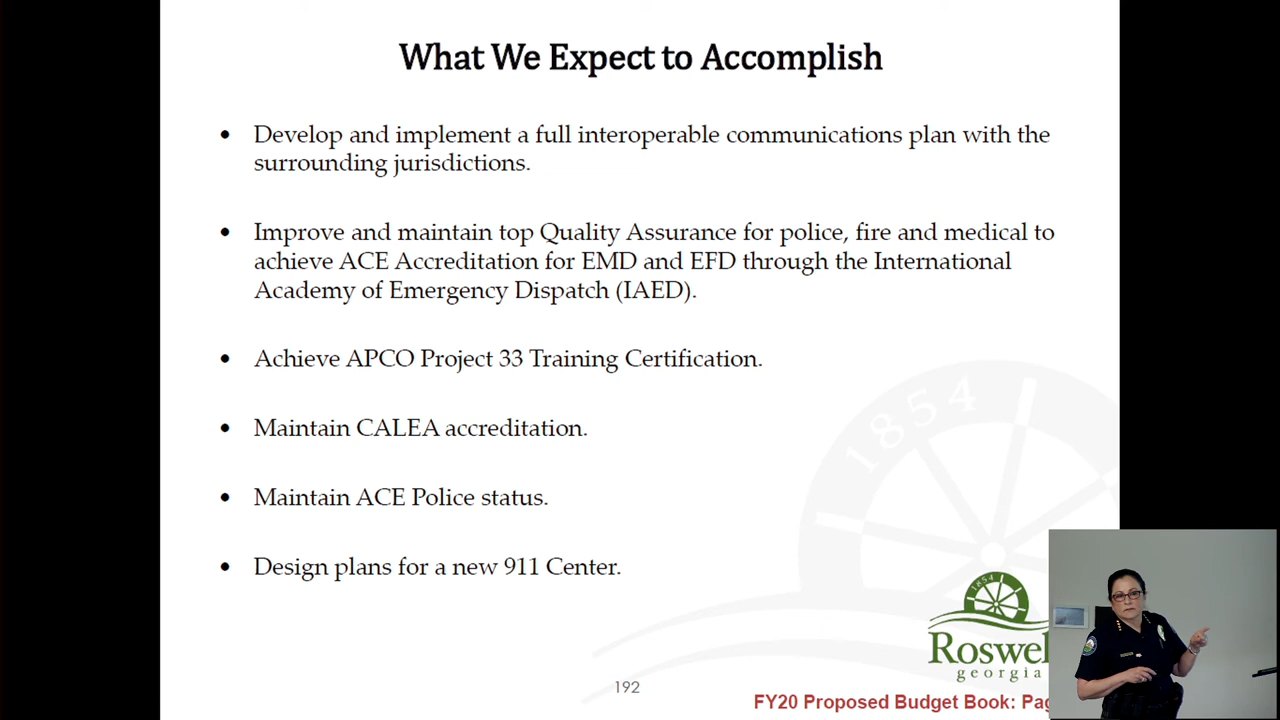 What We Expect to Accomplish
• Develop and implement a full interoperable communications plan with the
surrounding jurisdictions.
• Improve and maintain top Quality Assurance for police, fire and medical to
achieve ACE Accreditation for EMD and EFD through the International
Academy of Emergency Dispatch (IAED).
• Achieve APCO Project 33 Training Certification.
• Maintain CALEA accreditation.
• Maintain ACE Police status.
• Design plans for a new 911 Center.
1854
1854
Roswel
georgia
192
FY20 Proposed Budget Book: Pag